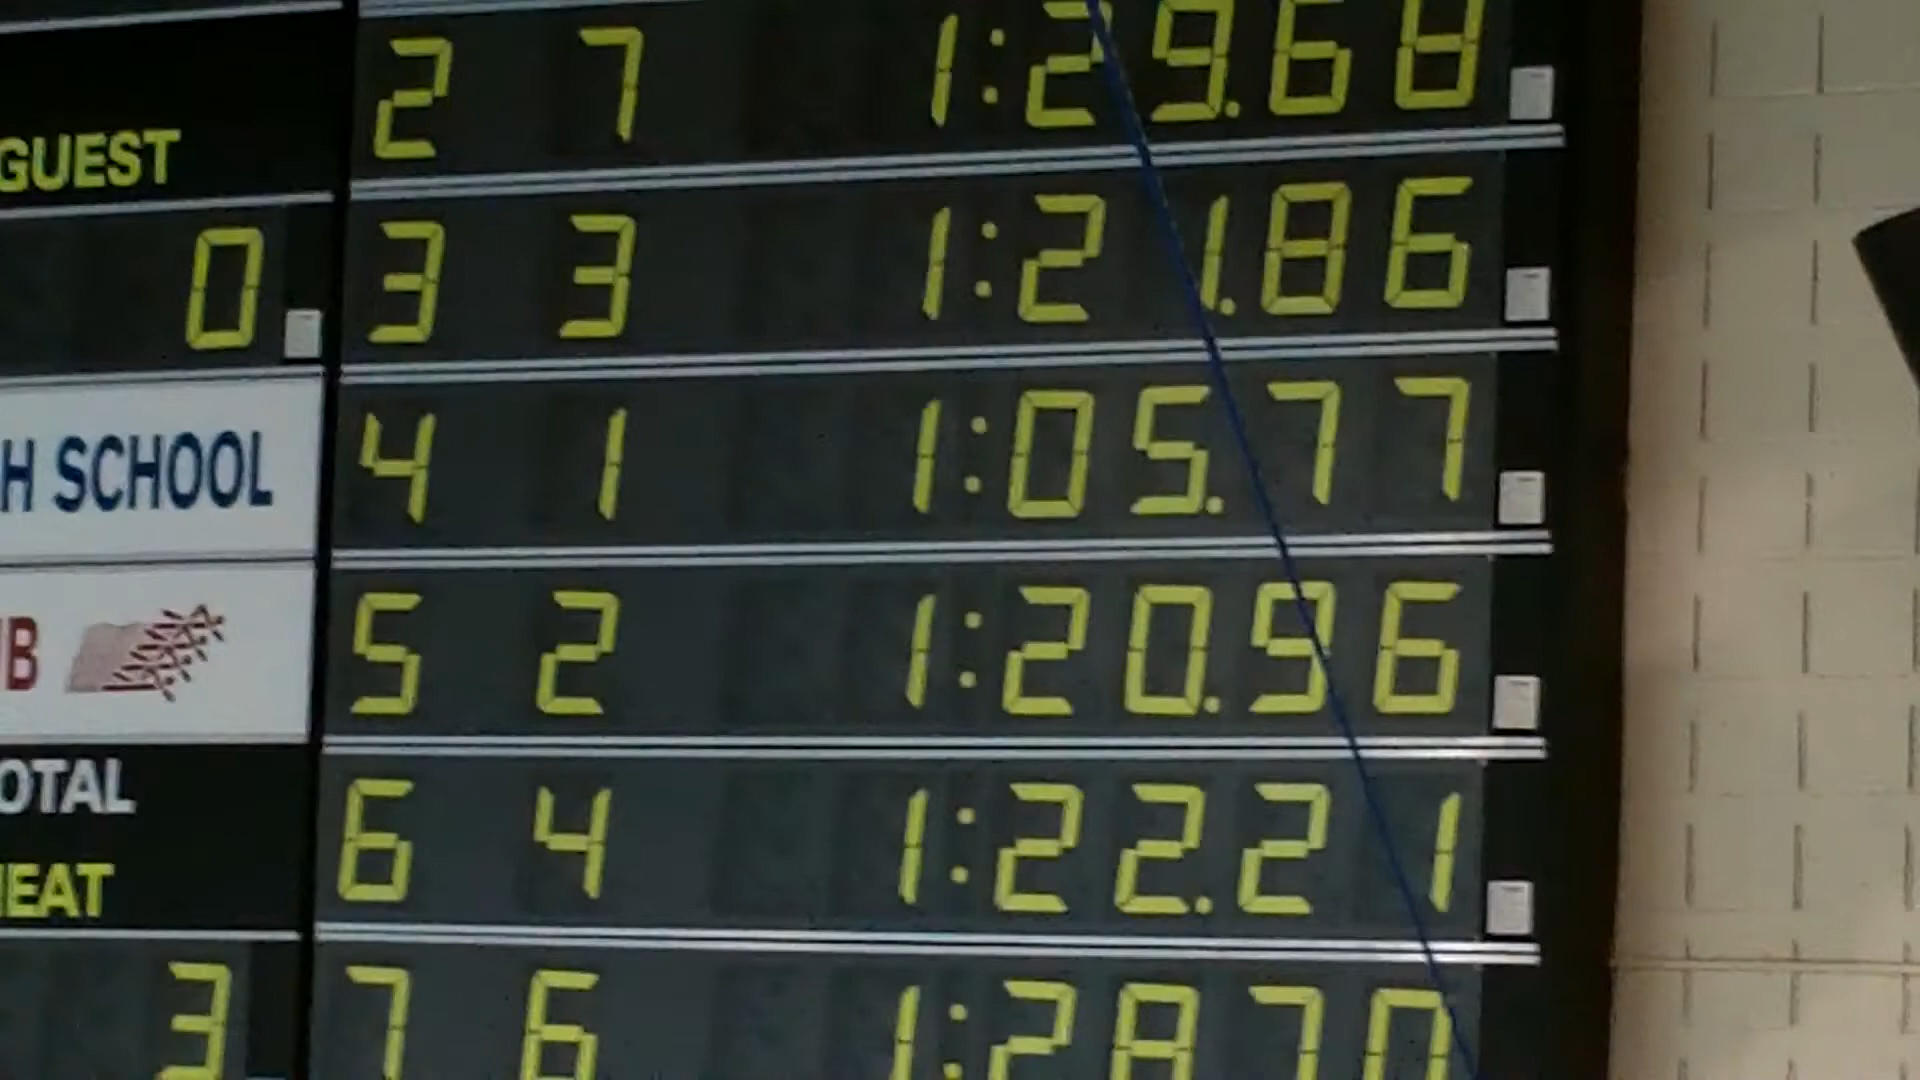 2 7 1:29.68
GUEST
0
3 3 1:21.86
H SCHOOL
4 1 1:05.77
B
5 2 1:20.96
OTAL
6 4 1:22.21
EAT
3
7 6 1:28.70